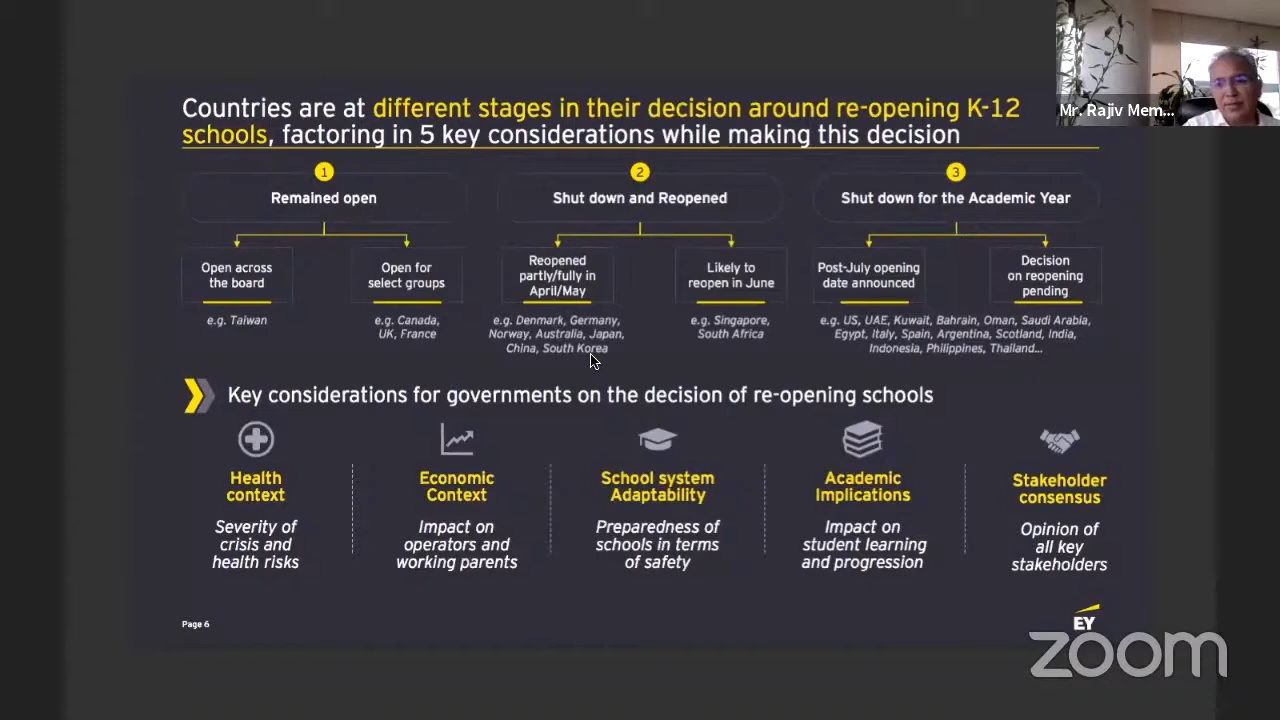 Countries are at different stages in their decision around re-opening K-12
schools, factoring in 5 key considerations while making this decision
Mr. Rajiv Mem...
1
Remained open
2
Shut down and Reopened
3
Shut down for the Academic Year
Open across
the board
e.g. Taiwan
Open for
select groups
e.g. Canada,
UK, France
Reopened
partly/fully in
April/May
e.g. Denmark, Germany,
Norway, Australia, Japan,
China, South Korea
Likely to
reopen in June
e.g. Singapore,
South Africa
Post-July opening
date announced
Decision
on reopening
pending
e.g. US, UAE, Kuwait, Bahrain, Oman, Saudi Arabia,
Egypt, Italy, Spain, Argentina, Scotland, India,
Indonesia, Philippines, Thailand...
Key considerations for governments on the decision of re-opening schools
Health
context
Severity of
crisis and
health risks
Economic
Context
Impact on
operators and
working parents
School system
Adaptability
Preparedness of
schools in terms
of safety
Academic
Implications
Impact on
student learning
and progression
Stakeholder
consensus
Opinion of
all key
stakeholders
Page 6
EY
zoom